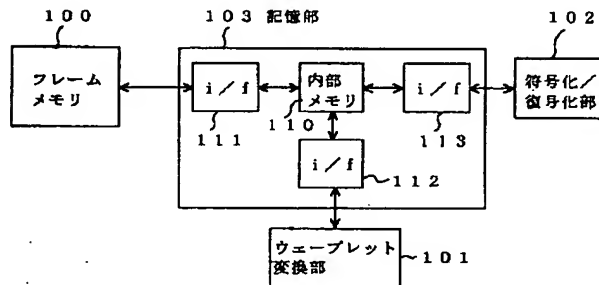 100
フレーム
メモリ
103 記憶部
i/f
111
内部
メモリ
110
i/f
113
i/f
112
102
符号化/
復号化部
ウェーブレット
変換部
101